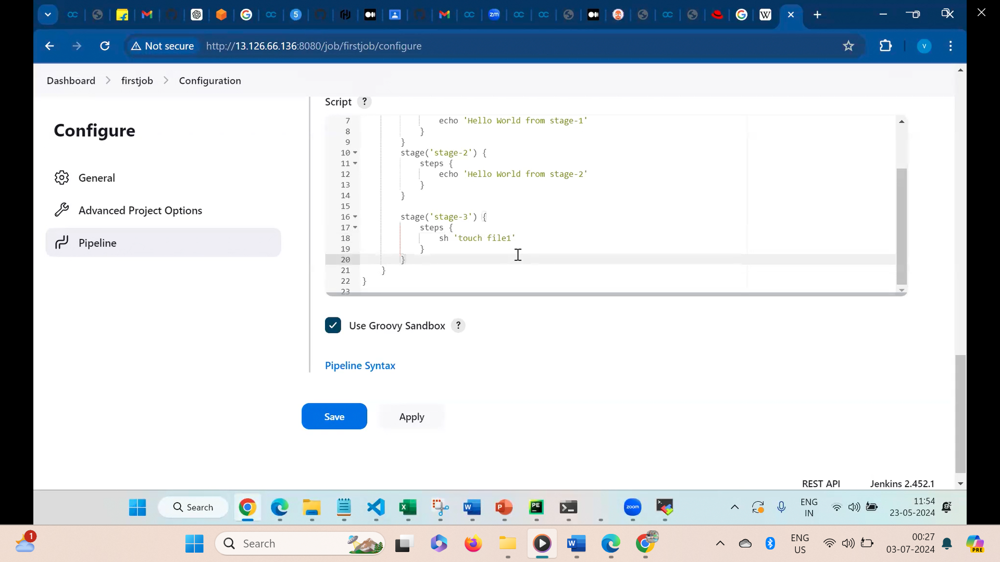 Not secure
http://13.126.66.136:8080/job/firstjob/configure
Dashboard > firstjob > Configuration
Configure
General
Advanced Project Options
Pipeline
Script ?
7 echo 'Hello World from stage-1'
8 }
9 }
10 stage('stage-2') {
11 steps {
12 echo 'Hello World from stage-2'
13 }
14 }
15
16 stage('stage-3') {
17 steps {
18 sh 'touch file1'
19 }
20 }
21 }
22 }
23
Use Groovy Sandbox ?
Pipeline Syntax
Save
Apply
REST API
Jenkins 2.452.1
Search
zoom
ENG
IN
11:54
23-05-2024
1
Search
ENG
US
00:27
03-07-2024
PRE